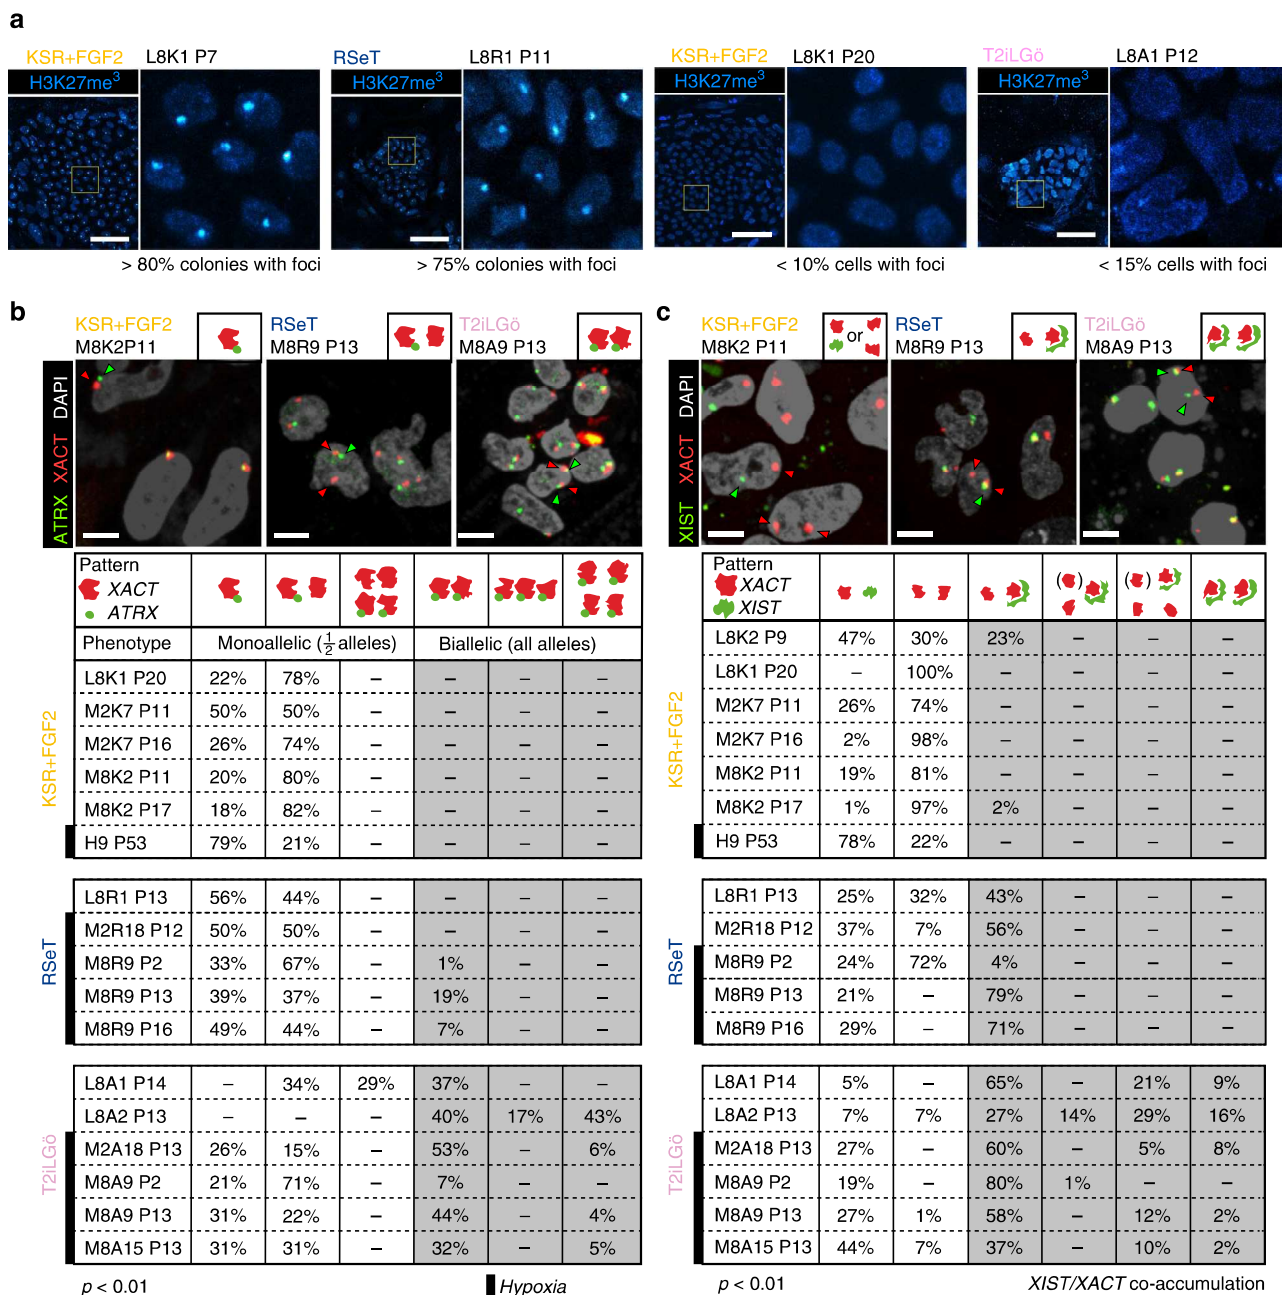 a
KSR+FGF2 L8K1 P7 RSeT L8R1 P11 KSR+FGF2 L8K1 P20 T2iLGö L8A1 P12
H3K27me³ H3K27me³ H3K27me³ H3K27me³
> 80% colonies with foci > 75% colonies with foci < 10% cells with foci < 15% cells with foci
b
KSR+FGF2 RSeT T2iLGö
M8K2P11 M8R9 P13 M8A9 P13
ATRX XACT DAPI
Pattern
XACT
ATRX
Phenotype Monoallelic (1/2 alleles) Biallelic (all alleles)
KSR+FGF2
L8K1 P20 22% 78% – – – –
M2K7 P11 50% 50% – – – –
M2K7 P16 26% 74% – – – –
M8K2 P11 20% 80% – – – –
M8K2 P17 18% 82% – – – –
H9 P53 79% 21% – – – –
RSeT
L8R1 P13 56% 44% – – – –
M2R18 P12 50% 50% – – – –
M8R9 P2 33% 67% – 1% – –
M8R9 P13 39% 37% – 19% – –
M8R9 P16 49% 44% – 7% – –
T2iLGö
L8A1 P14 – 34% 29% 37% – –
L8A2 P13 – – – 40% 17% 43%
M2A18 P13 26% 15% – 53% – 6%
M8A9 P2 21% 71% – 7% – –
M8A9 P13 31% 22% – 44% – 4%
M8A15 P13 31% 31% – 32% – 5%
p < 0.01 Hypoxia
c
KSR+FGF2 RSeT T2iLGö
M8K2 P11 or M8R9 P13 M8A9 P13
XIST XACT DAPI
Pattern
XACT ( ) ( )
XIST
KSR+FGF2
L8K2 P9 47% 30% 23% – – –
L8K1 P20 – 100% – – – –
M2K7 P11 26% 74% – – – –
M2K7 P16 2% 98% – – – –
M8K2 P11 19% 81% – – – –
M8K2 P17 1% 97% 2% – – –
H9 P53 78% 22% – – – –
RSeT
L8R1 P13 25% 32% 43% – – –
M2R18 P12 37% 7% 56% – – –
M8R9 P2 24% 72% 4% – – –
M8R9 P13 21% – 79% – – –
M8R9 P16 29% – 71% – – –
T2iLGö
L8A1 P14 5% – 65% – 21% 9%
L8A2 P13 7% 7% 27% 14% 29% 16%
M2A18 P13 27% – 60% – 5% 8%
M8A9 P2 19% – 80% 1% – –
M8A9 P13 27% 1% 58% – 12% 2%
M8A15 P13 44% 7% 37% – 10% 2%
p < 0.01 XIST/XACT co-accumulation